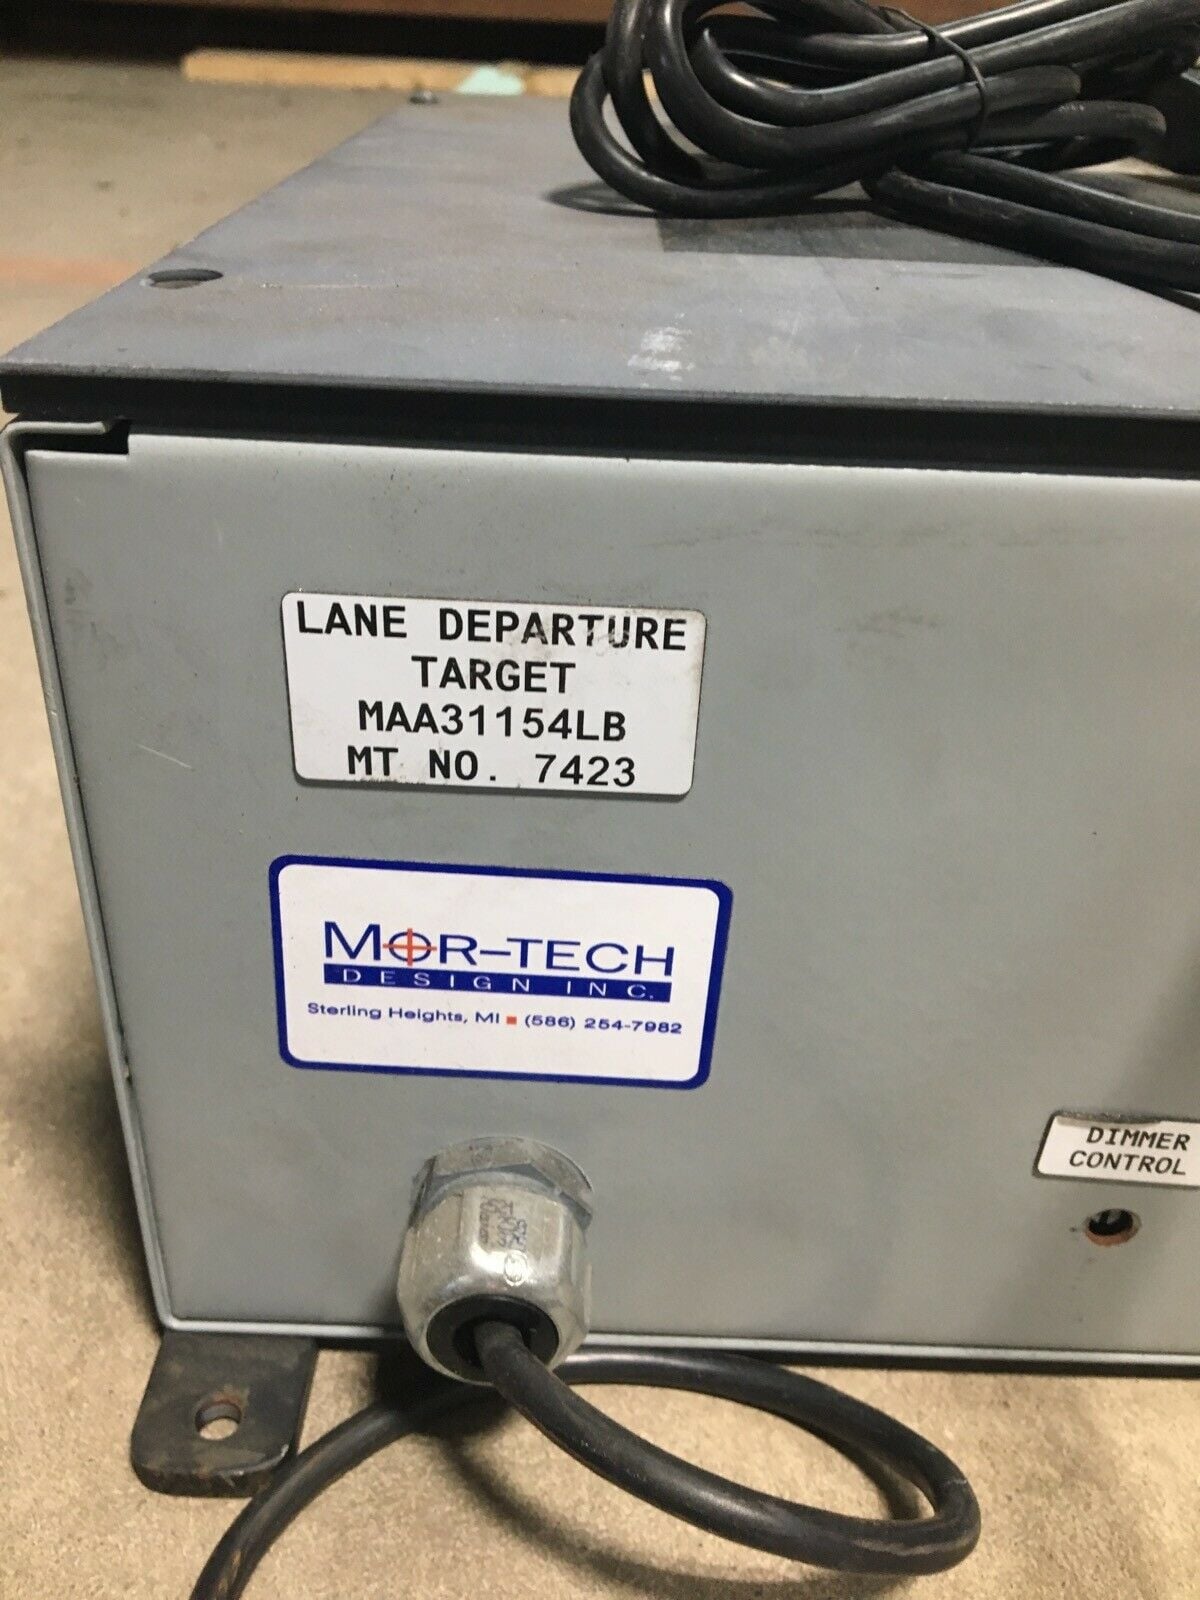 LANE DEPARTURE
TARGET
MAA31154LB
MT NO. 7423
MOR-TECH
DESIGN INC.
Sterling Heights, MI ■ (586) 254-7982
DIMMER
CONTROL